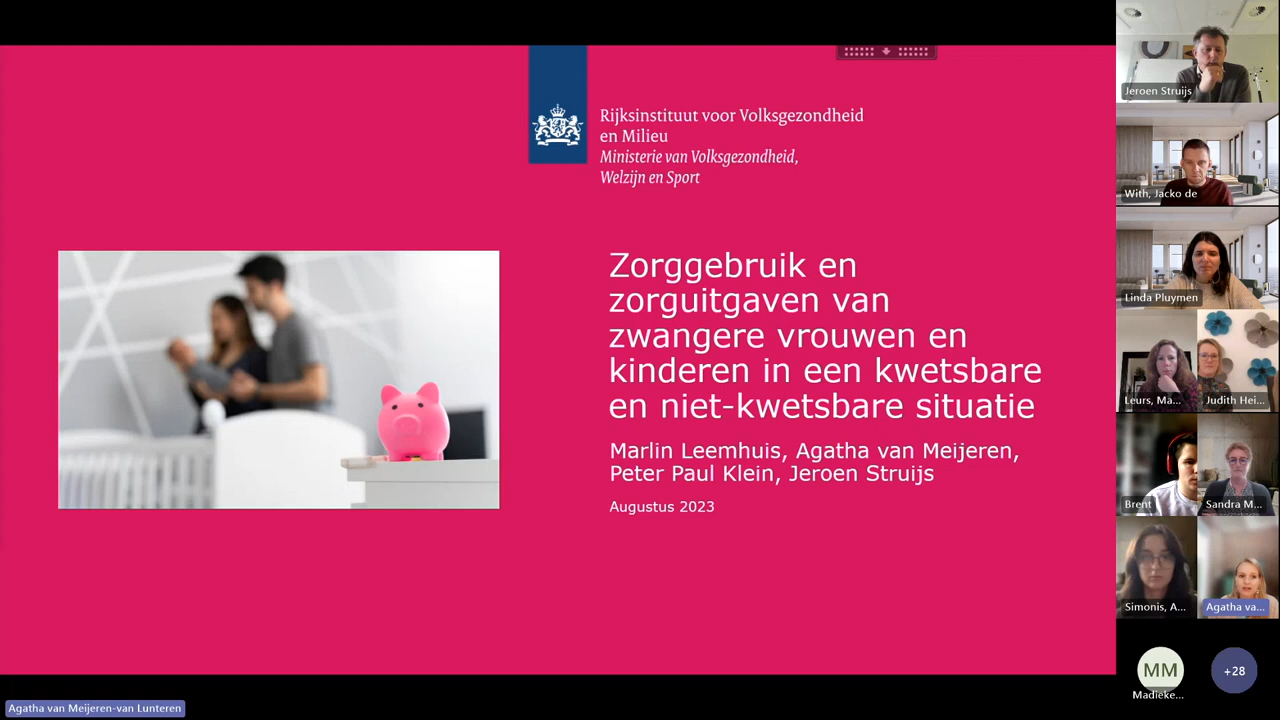 Rijksinstituut voor Volksgezondheid
en Milieu
Ministerie van Volksgezondheid,
Welzijn en Sport
Zorggebruik en
zorguitgaven van
zwangere vrouwen en
kinderen in een kwetsbare
en niet-kwetsbare situatie
Marlin Leemhuis, Agatha van Meijeren,
Peter Paul Klein, Jeroen Struijs
Augustus 2023
Jeroen Struijs
With, Jacko de
Linda Pluymen
Leurs, Ma...
Judith Hei...
Brent
Sandra M...
Simonis, A...
Agatha va...
MM
Madieke...
+28
Agatha van Meijeren-van Lunteren